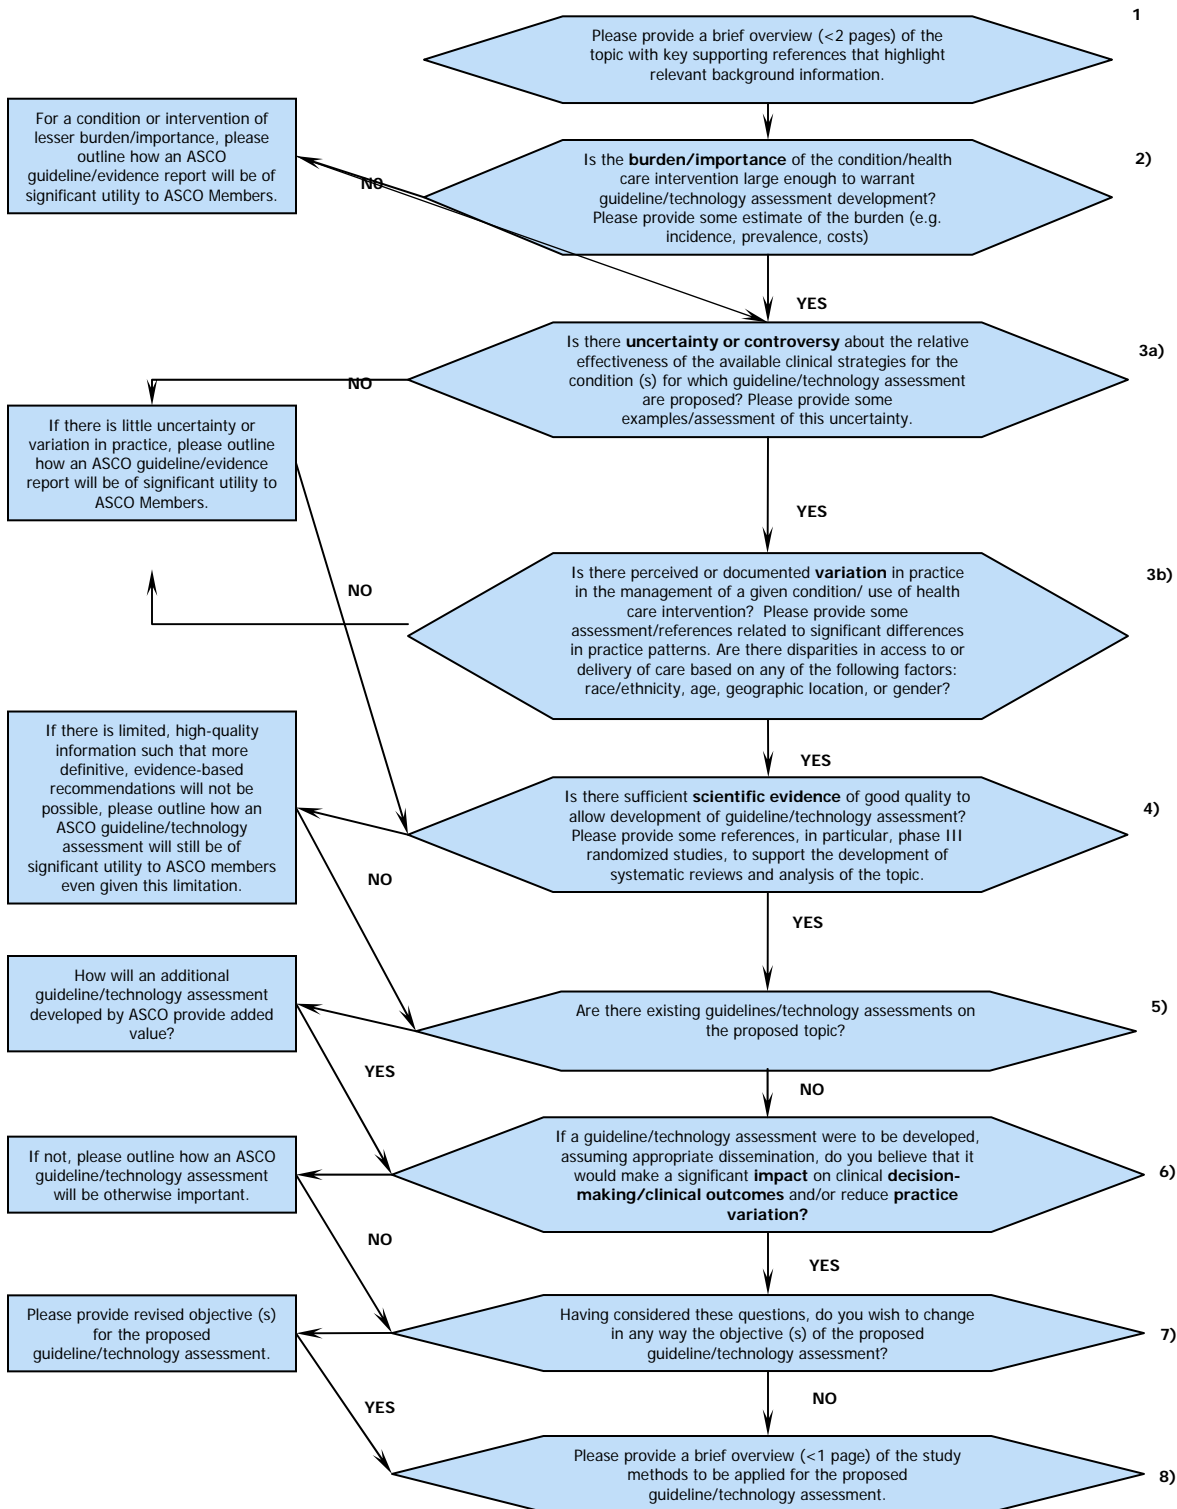 1
Please provide a brief overview (<2 pages) of the
topic with key supporting references that highlight
relevant background information.
For a condition or intervention of
lesser burden/importance, please
outline how an ASCO
guideline/evidence report will be of
significant utility to ASCO Members.
NO
2)
Is the burden/importance of the condition/health
care intervention large enough to warrant
guideline/technology assessment development?
Please provide some estimate of the burden (e.g.
incidence, prevalence, costs)
YES
3a)
Is there uncertainty or controversy about the relative
effectiveness of the available clinical strategies for the
condition (s) for which guideline/technology assessment
are proposed? Please provide some
examples/assessment of this uncertainty.
NO
If there is little uncertainty or
variation in practice, please outline
how an ASCO guideline/evidence
report will be of significant utility to
ASCO Members.
YES
3b)
Is there perceived or documented variation in practice
in the management of a given condition/ use of health
care intervention? Please provide some
assessment/references related to significant differences
in practice patterns. Are there disparities in access to or
delivery of care based on any of the following factors:
race/ethnicity, age, geographic location, or gender?
NO
YES
If there is limited, high-quality
information such that more
definitive, evidence-based
recommendations will not be
possible, please outline how an
ASCO guideline/technology
assessment will still be of
significant utility to ASCO members
even given this limitation.
4)
Is there sufficient scientific evidence of good quality to
allow development of guideline/technology assessment?
Please provide some references, in particular, phase III
randomized studies, to support the development of
systematic reviews and analysis of the topic.
NO
YES
How will an additional
guideline/technology assessment
developed by ASCO provide added
value?
5)
Are there existing guidelines/technology assessments on
the proposed topic?
YES
NO
If not, please outline how an ASCO
guideline/technology assessment
will be otherwise important.
6)
If a guideline/technology assessment were to be developed,
assuming appropriate dissemination, do you believe that it
would make a significant impact on clinical decision-
making/clinical outcomes and/or reduce practice
variation?
NO
YES
Please provide revised objective (s)
for the proposed
guideline/technology assessment.
7)
Having considered these questions, do you wish to change
in any way the objective (s) of the proposed
guideline/technology assessment?
YES
NO
8)
Please provide a brief overview (<1 page) of the study
methods to be applied for the proposed
guideline/technology assessment.